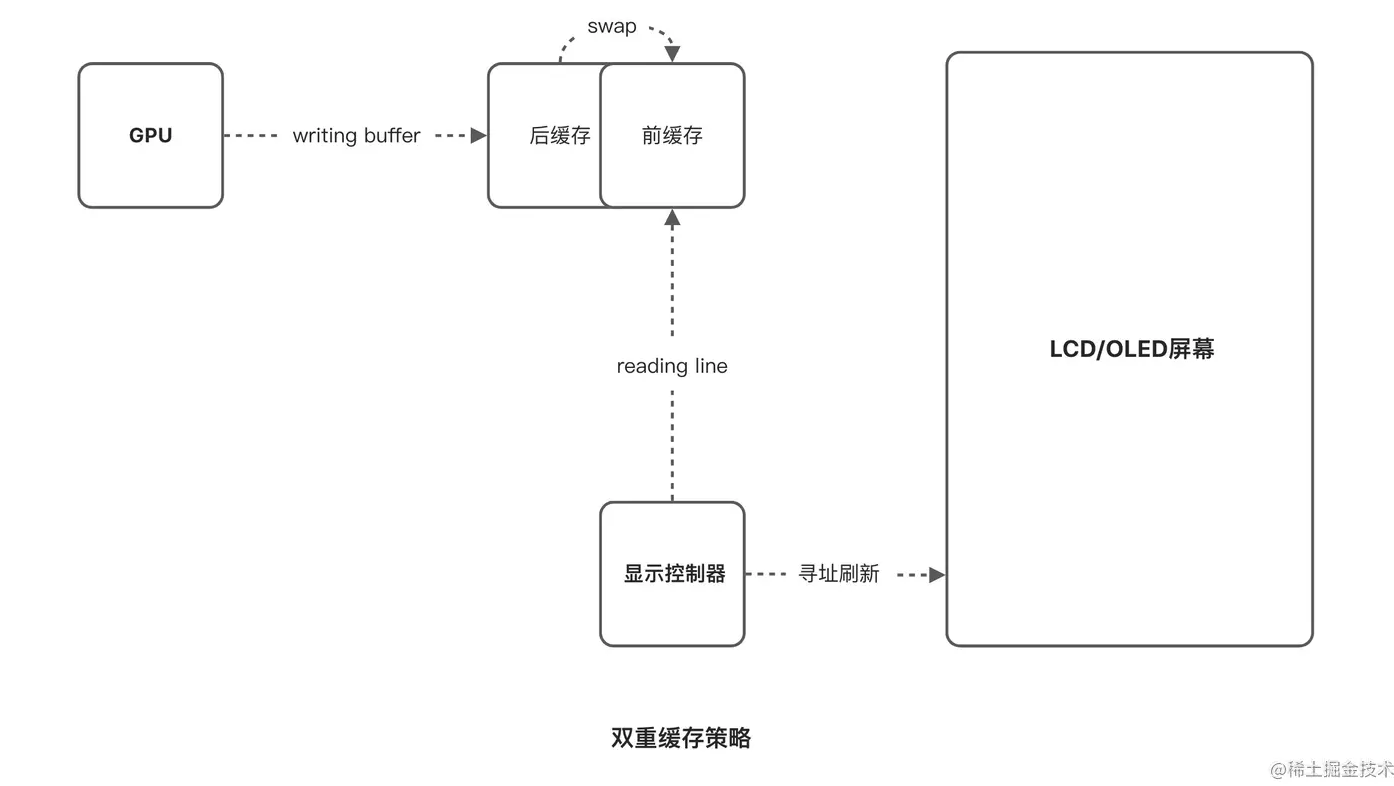 swap
GPU
writing buffer
后缓存
前缓存
LCD/OLED屏幕
reading line
显示控制器
寻址刷新
双重缓存策略
@稀土掘金技术